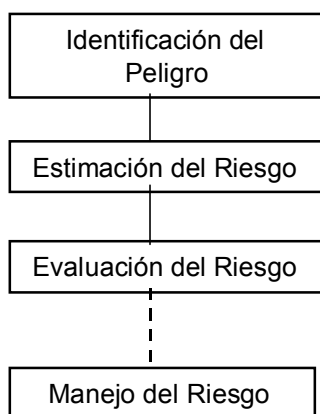 Identificación del
Peligro
Estimación del Riesgo
Evaluación del Riesgo
Manejo del Riesgo